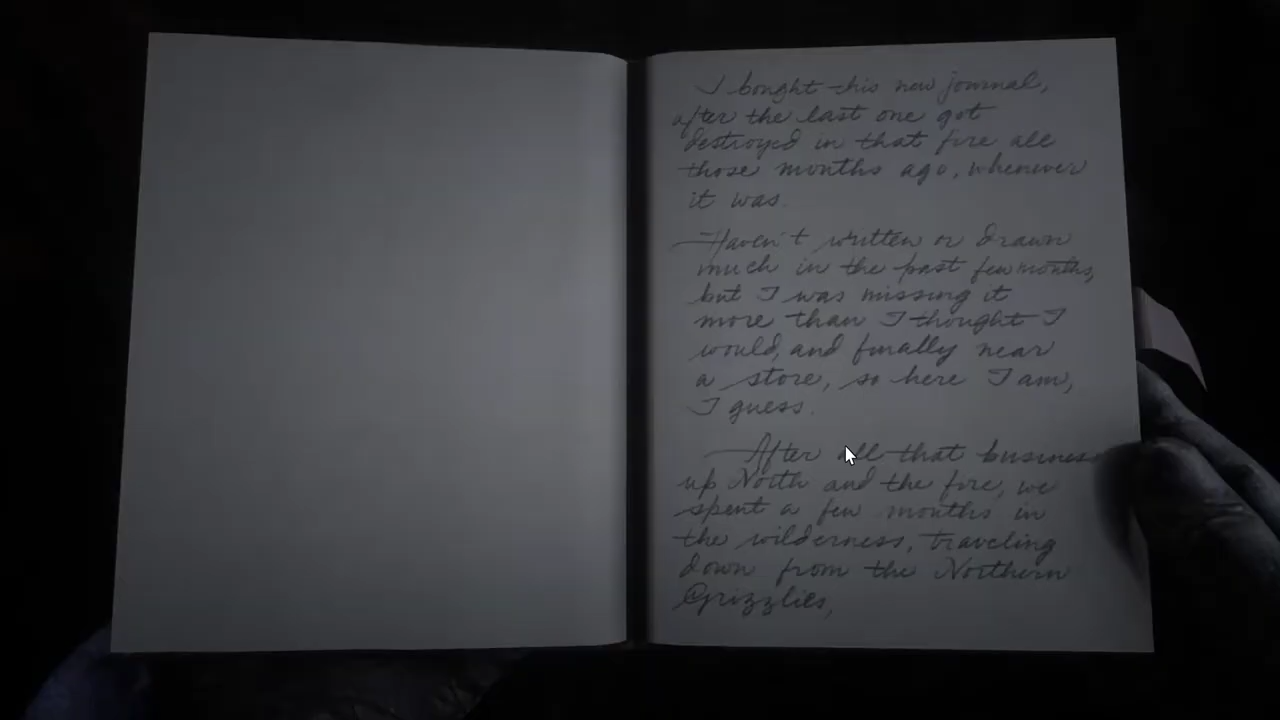 I bought this new journal,
after the last one got
destroyed in that fire all
those months ago, whenever
it was.
Haven't written or drawn
much in the past few months,
but I was missing it
more than I thought I
would, and finally near
a store, so here I am,
I guess.
After all that business
up North and the fire, we
spent a few months in
the wilderness, traveling
down from the Northern
Grizzlies,